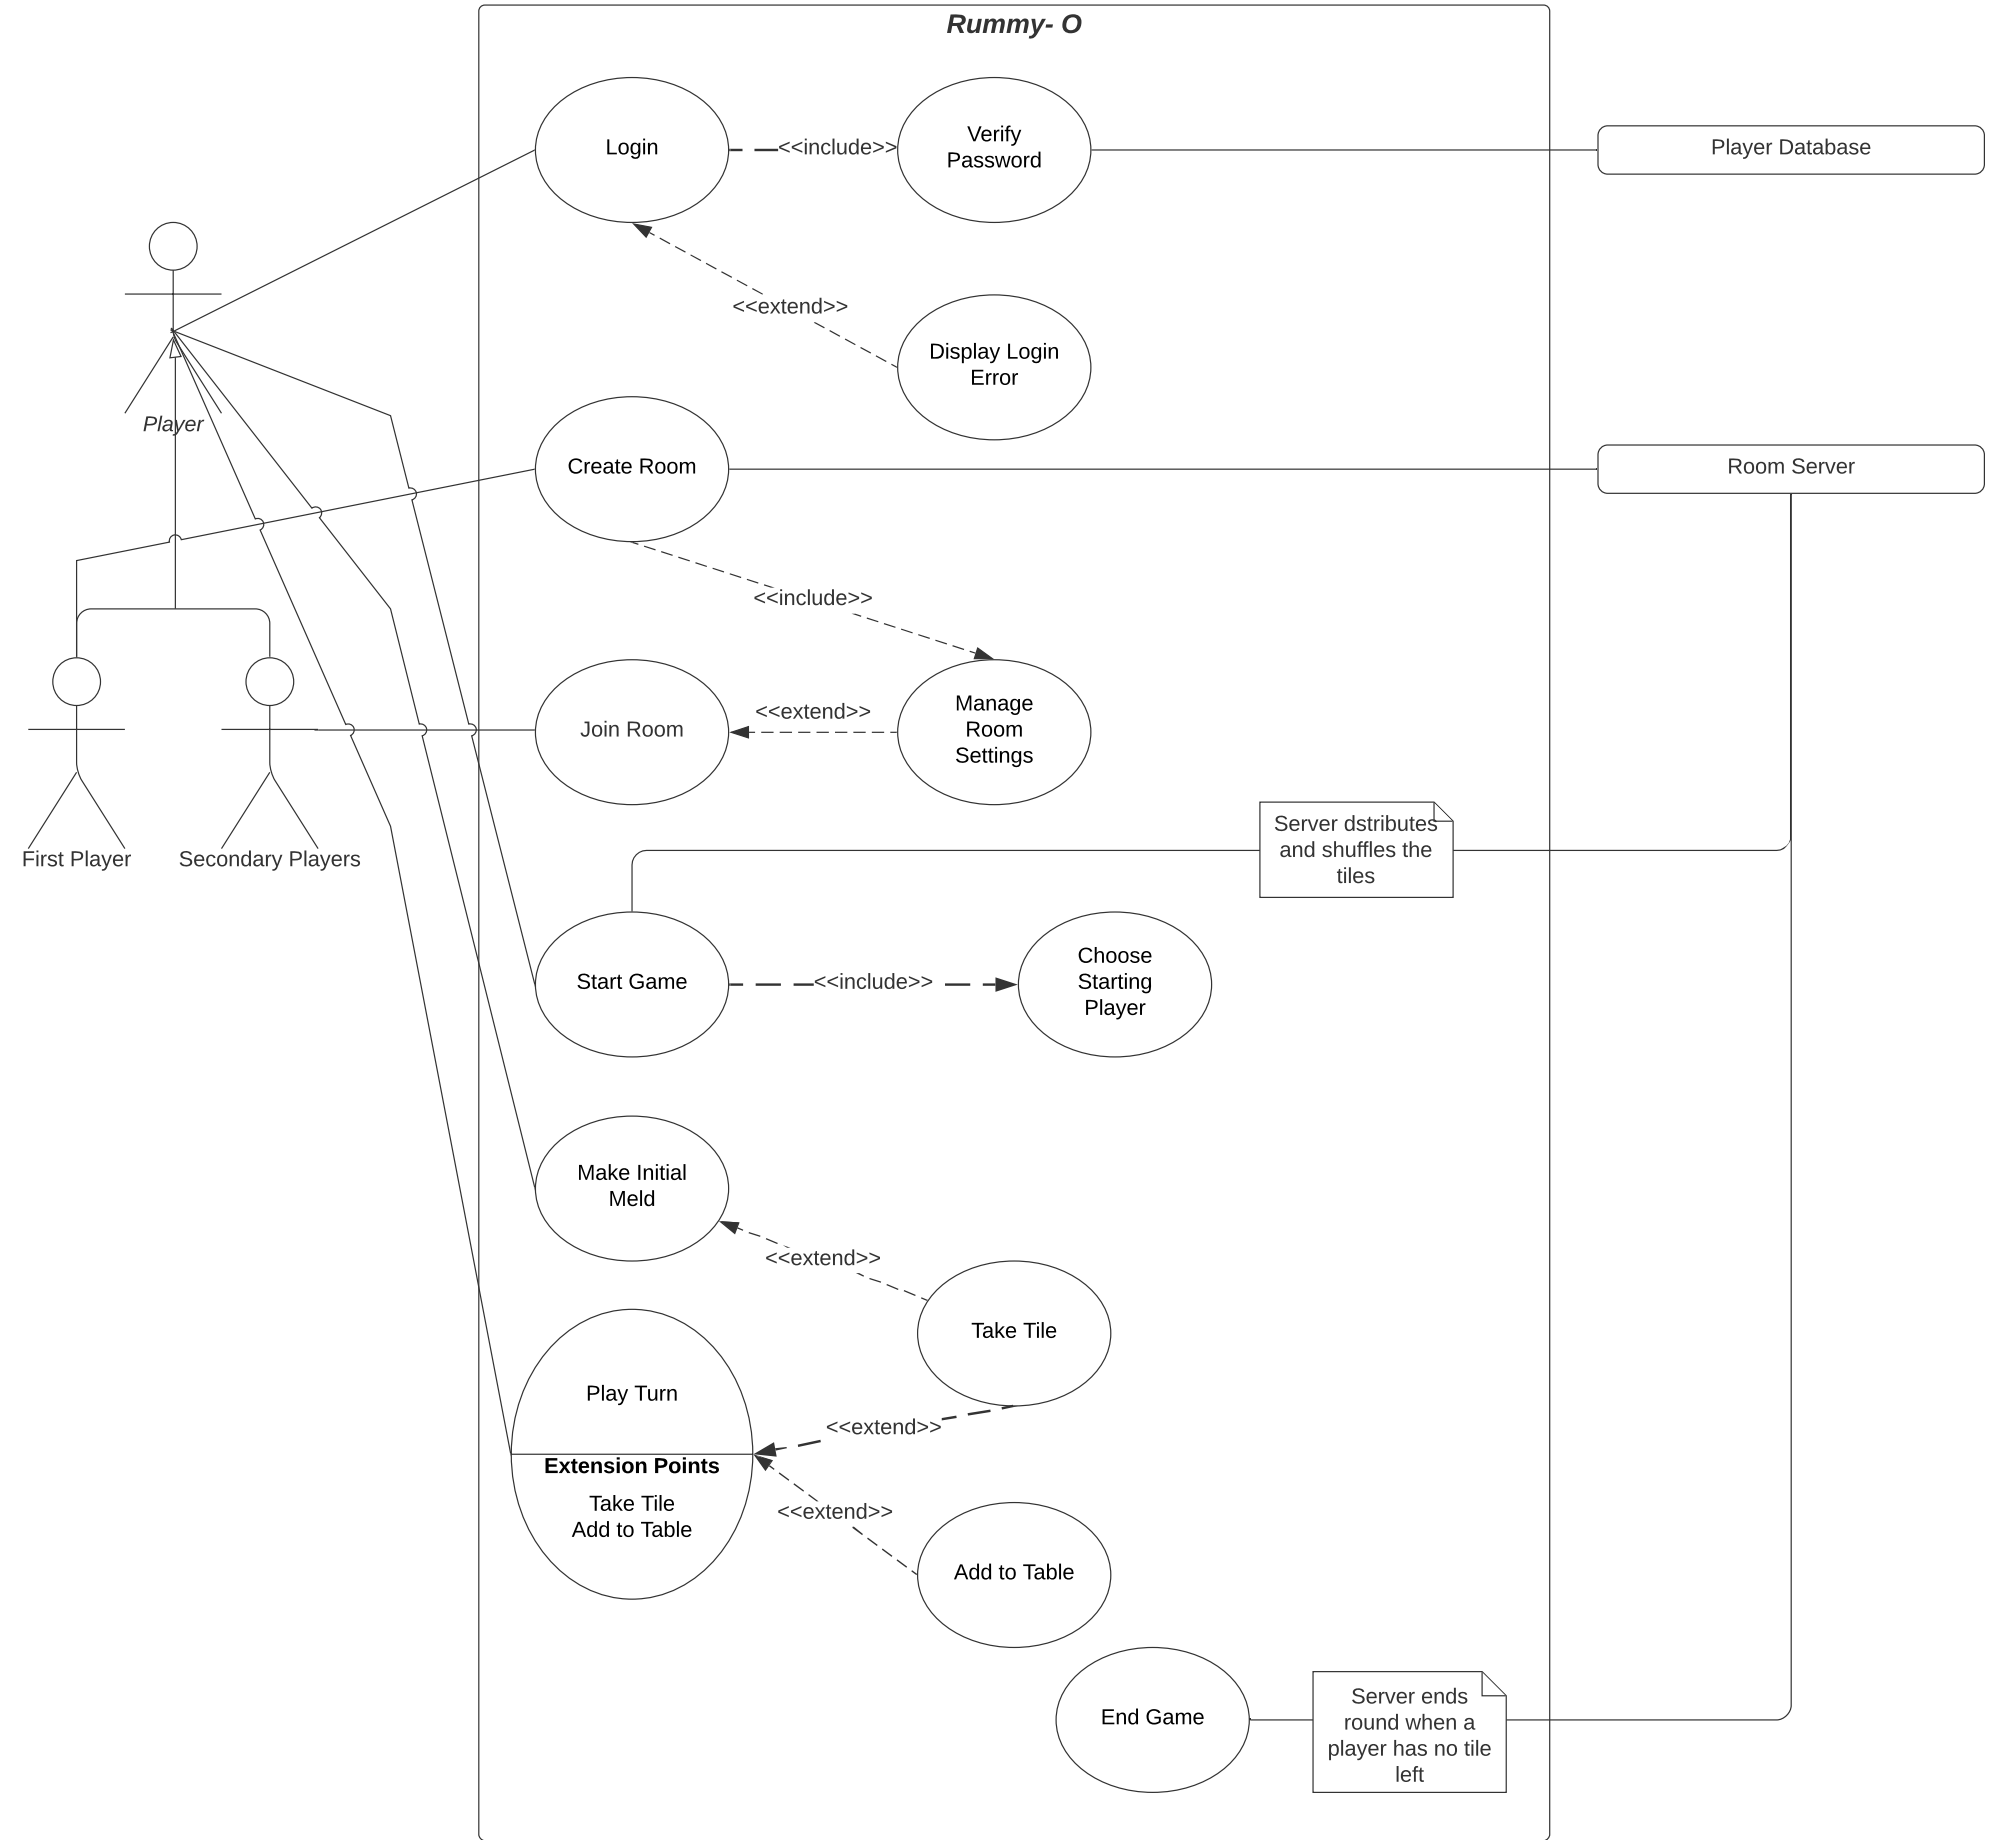 Rummy- O
Login
<<include>>
Verify
Password
Player Database
<<extend>>
Display Login
Error
Player
Create Room
Room Server
<<include>>
Join Room
<<extend>>
Manage
Room
Settings
First Player
Secondary Players
Server dstributes
and shuffles the
tiles
Start Game
<<include>>
Choose
Starting
Player
Make Initial
Meld
<<extend>>
Take Tile
Play Turn
<<extend>>
Extension Points
Take Tile
Add to Table
<<extend>>
Add to Table
End Game
Server ends
round when a
player has no tile
left